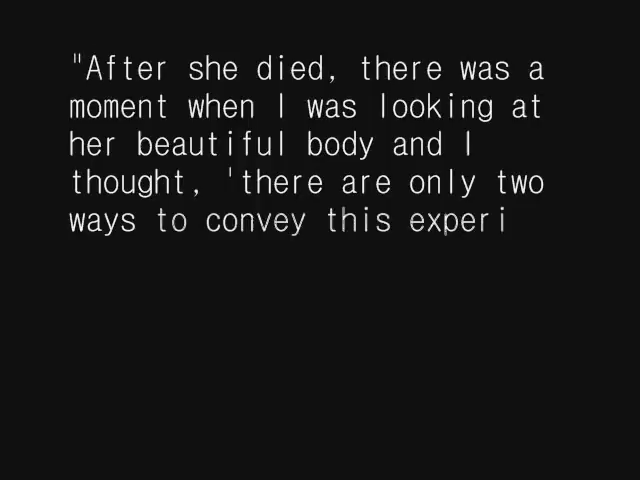 "After she died, there was a
moment when I was looking at
her beautiful body and I
thought, 'there are only two
ways to convey this experi